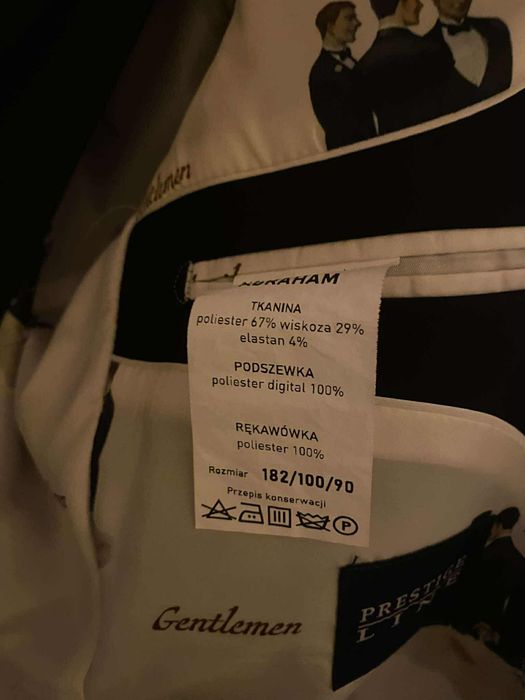 Gentlemen
ABRAHAM
TKANINA
poliester 67% wiskoza 29%
elastan 4%
PODSZEWKA
poliester digital 100%
RĘKAWÓWKA
poliester 100%
Rozmiar 182/100/90
Przepis konserwacji
P
Gentlemen
PRESTIGE
LINE